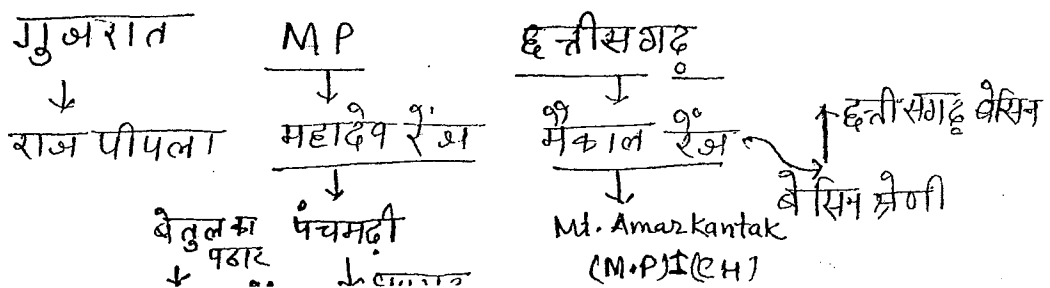 गुजरात MP छत्तीसगढ़
↓ ↓ ↓
राजपीपला महादेव रेंज मैकाल रेंज → छत्तीसगढ़ बेसिन
बेसिन श्रेणी
बेतुल का पठार पंचमढ़ी Mt. Amarkantak
(M.P) I (CH)